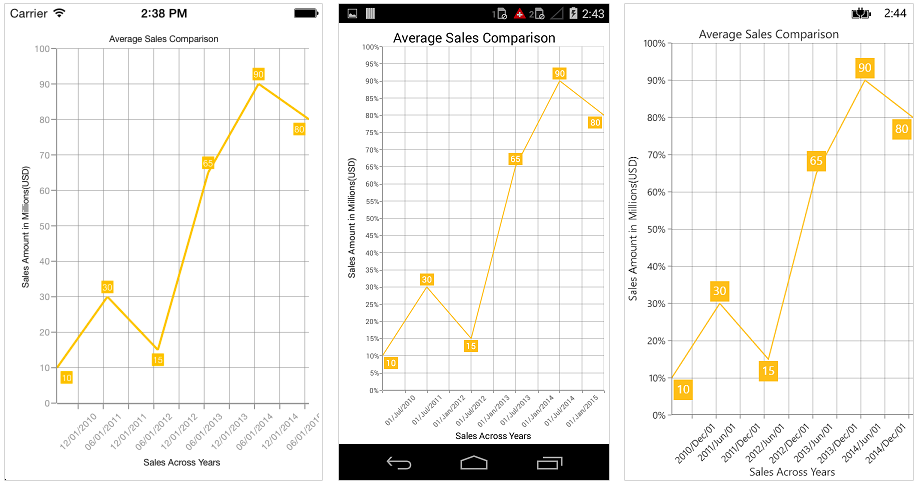 Carrier 2:38 PM
Average Sales Comparison
100
90
80
70
60
50
40
30
20
10
0
Sales Amount in Millions(USD)
10
30
15
65
90
80
12/01/2010
06/01/2011
12/01/2011
06/01/2012
12/01/2012
06/01/2013
12/01/2013
06/01/2014
12/01/2014
06/01/201
Sales Across Years
1 2 2:43
Average Sales Comparison
100%
95%
90%
85%
80%
75%
70%
65%
60%
55%
50%
45%
40%
35%
30%
25%
20%
15%
10%
5%
0%
Sales Amount in Millions(USD)
10
30
15
65
90
80
01/Jul/2010
01/Jul/2011
01/Jan/2012
01/Jul/2012
01/Jan/2013
01/Jul/2013
01/Jan/2014
01/Jul/2014
01/Jan/2015
Sales Across Years
2:44
Average Sales Comparison
100%
90%
80%
70%
60%
50%
40%
30%
20%
10%
0%
Sales Amount in Millions(USD)
10
30
15
65
90
80
2010/Dec/01
2011/Jun/01
2011/Dec/01
2012/Jun/01
2012/Dec/01
2013/Jun/01
2013/Dec/01
2014/Jun/01
2014/Dec/01
Sales Across Years